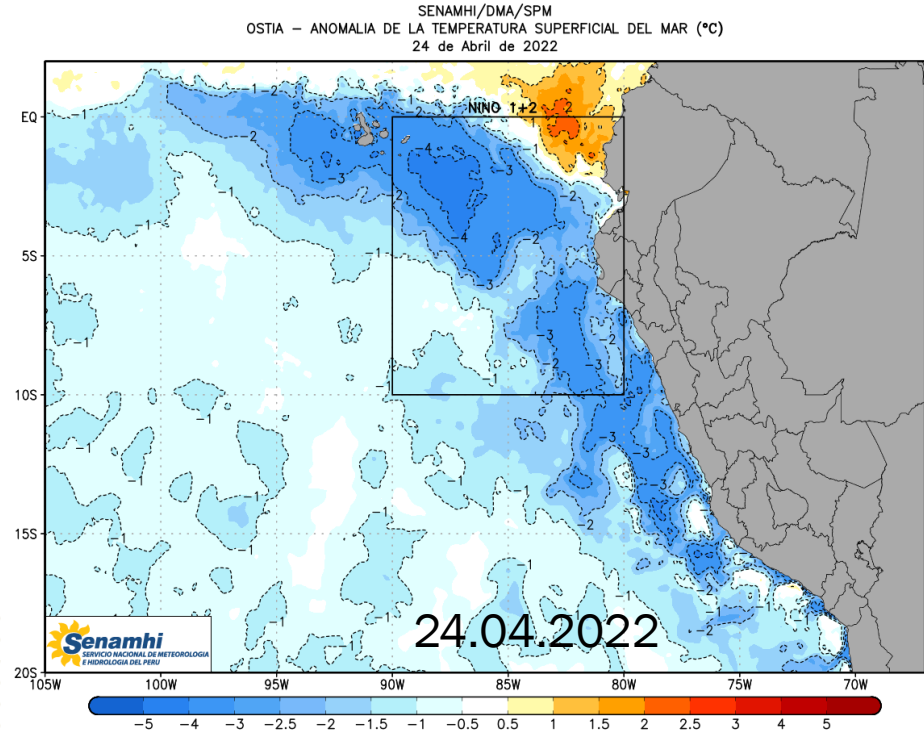 SENAMHI/DMA/SPM
OSTIA – ANOMALIA DE LA TEMPERATURA SUPERFICIAL DEL MAR (°C)
24 de Abril de 2022
EQ
5S
10S
15S
20S
NINO 1+2
24.04.2022
Senamhi
SERVICIO NACIONAL DE METEOROLOGIA
E HIDROLOGIA DEL PERU
105W 100W 95W 90W 85W 80W 75W 70W
−5 −4 −3 −2.5 −2 −1.5 −1 −0.5 0.5 1 1.5 2 2.5 3 4 5